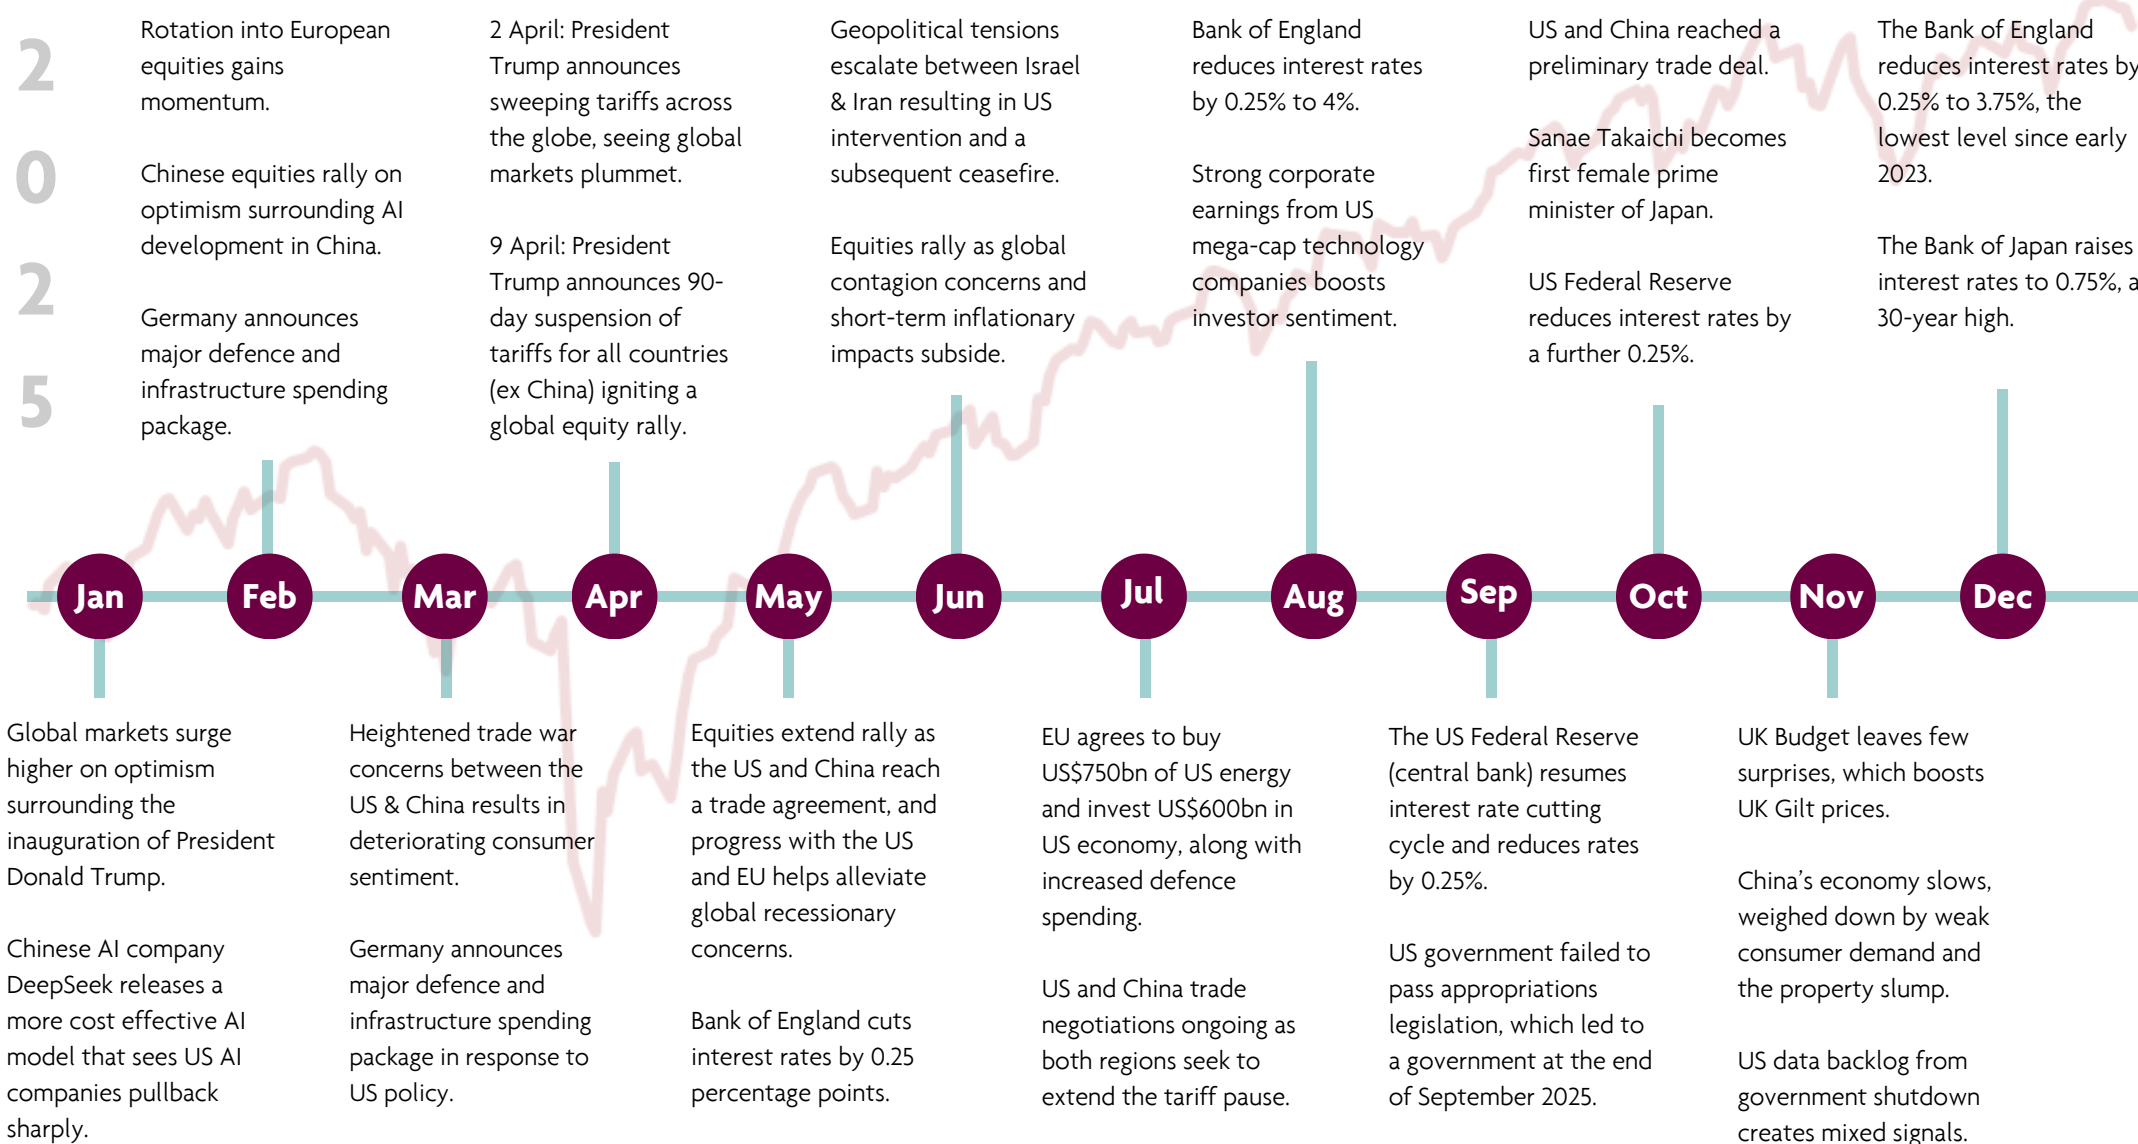 2
0
2
5
Rotation into European
equities gains
momentum.
Chinese equities rally on
optimism surrounding AI
development in China.
Germany announces
major defence and
infrastructure spending
package.
2 April: President
Trump announces
sweeping tariffs across
the globe, seeing global
markets plummet.
9 April: President
Trump announces 90-
day suspension of
tariffs for all countries
(ex China) igniting a
global equity rally.
Geopolitical tensions
escalate between Israel
& Iran resulting in US
intervention and a
subsequent ceasefire.
Equities rally as global
contagion concerns and
short-term inflationary
impacts subside.
Bank of England
reduces interest rates
by 0.25% to 4%.
Strong corporate
earnings from US
mega-cap technology
companies boosts
investor sentiment.
US and China reached a
preliminary trade deal.
Sanae Takaichi becomes
first female prime
minister of Japan.
US Federal Reserve
reduces interest rates by
a further 0.25%.
The Bank of England
reduces interest rates by
0.25% to 3.75%, the
lowest level since early
2023.
The Bank of Japan raises
interest rates to 0.75%, a
30-year high.
Jan
Feb
Mar
Apr
May
Jun
Jul
Aug
Sep
Oct
Nov
Dec
Global markets surge
higher on optimism
surrounding the
inauguration of President
Donald Trump.
Chinese AI company
DeepSeek releases a
more cost effective AI
model that sees US AI
companies pullback
sharply.
Heightened trade war
concerns between the
US & China results in
deteriorating consumer
sentiment.
Germany announces
major defence and
infrastructure spending
package in response to
US policy.
Equities extend rally as
the US and China reach
a trade agreement, and
progress with the US
and EU helps alleviate
global recessionary
concerns.
Bank of England cuts
interest rates by 0.25
percentage points.
EU agrees to buy
US$750bn of US energy
and invest US$600bn in
US economy, along with
increased defence
spending.
US and China trade
negotiations ongoing as
both regions seek to
extend the tariff pause.
The US Federal Reserve
(central bank) resumes
interest rate cutting
cycle and reduces rates
by 0.25%.
US government failed to
pass appropriations
legislation, which led to
a government at the end
of September 2025.
UK Budget leaves few
surprises, which boosts
UK Gilt prices.
China’s economy slows,
weighed down by weak
consumer demand and
the property slump.
US data backlog from
government shutdown
creates mixed signals.